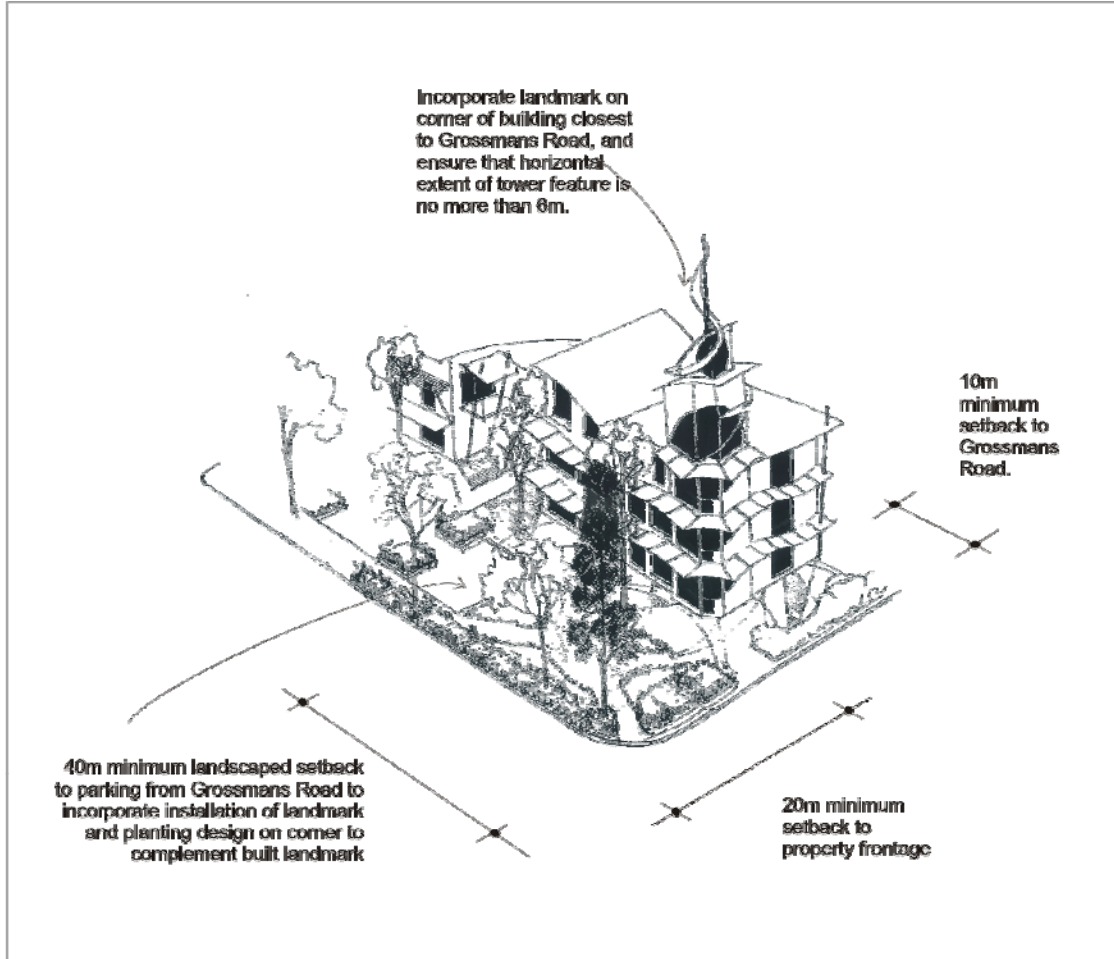 Incorporate landmark on
corner of building closest
to Grossmans Road, and
ensure that horizontal
extent of tower feature is
no more than 6m.
10m
minimum
setback to
Grossmans
Road.
40m minimum landscaped setback
to parking from Grossmans Road to
incorporate installation of landmark
and planting design on corner to
complement built landmark
20m minimum
setback to
property frontage